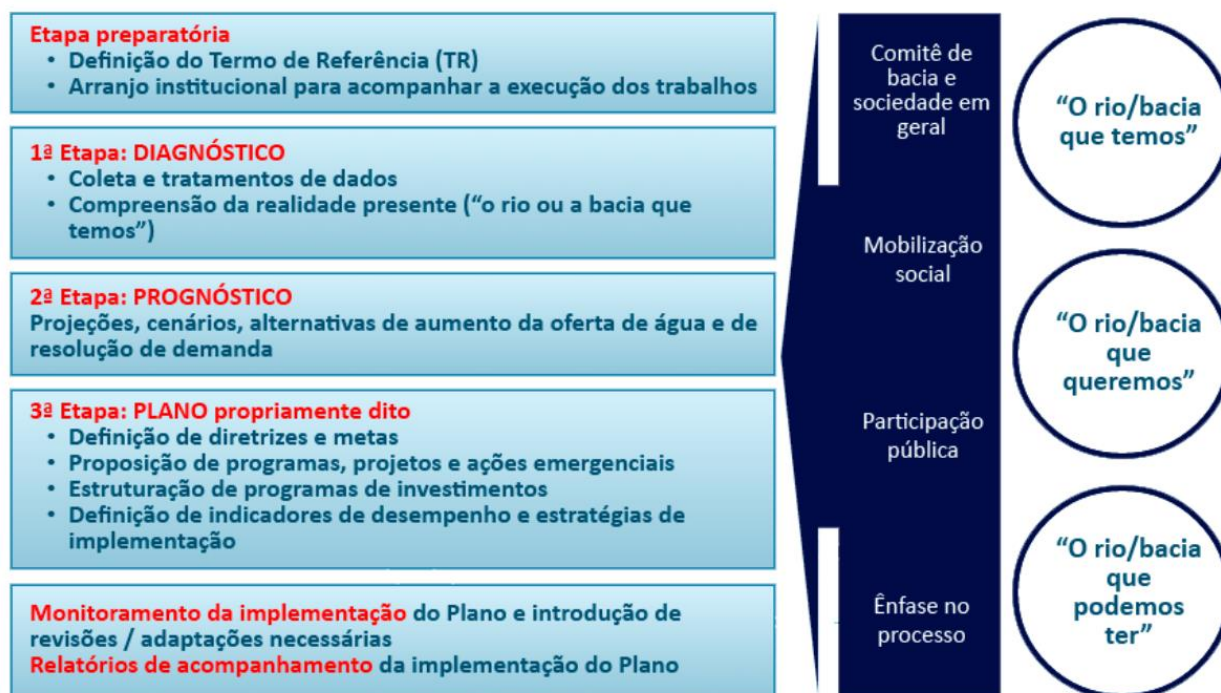 Etapa preparatória
• Definição do Termo de Referência (TR)
• Arranjo institucional para acompanhar a execução dos trabalhos
1ª Etapa: DIAGNÓSTICO
• Coleta e tratamentos de dados
• Compreensão da realidade presente (“o rio ou a bacia que
temos”)
2ª Etapa: PROGNÓSTICO
Projeções, cenários, alternativas de aumento da oferta de água e de
resolução de demanda
3ª Etapa: PLANO propriamente dito
• Definição de diretrizes e metas
• Proposição de programas, projetos e ações emergenciais
• Estruturação de programas de investimentos
• Definição de indicadores de desempenho e estratégias de
implementação
Monitoramento da implementação do Plano e introdução de
revisões / adaptações necessárias
Relatórios de acompanhamento da implementação do Plano
Comitê de
bacia e
sociedade em
geral
Mobilização
social
Participação
pública
Ênfase no
processo
“O rio/bacia
que temos”
“O rio/bacia
que
queremos”
“O rio/bacia
que
podemos
ter”